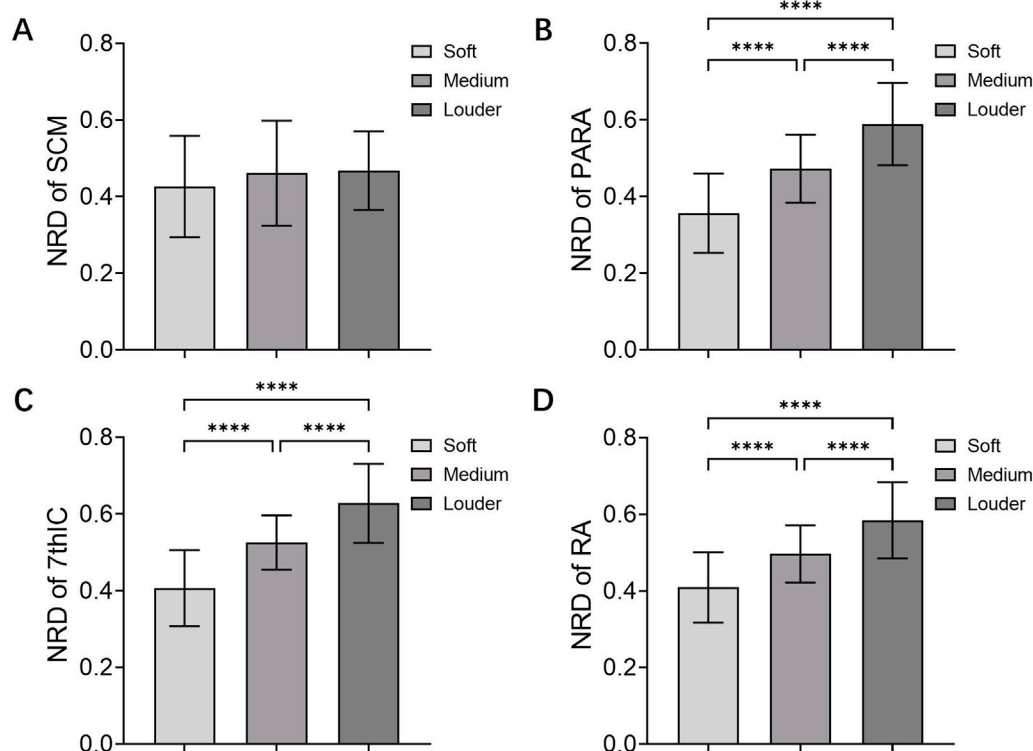 A
NRD of SCM
0.8
0.6
0.4
0.2
0.0
Soft
Medium
Louder
B
NRD of PARA
0.8
0.6
0.4
0.2
0.0
****
****
****
Soft
Medium
Louder
C
NRD of 7thIC
0.8
0.6
0.4
0.2
0.0
****
****
****
Soft
Medium
Louder
D
NRD of RA
0.8
0.6
0.4
0.2
0.0
****
****
****
Soft
Medium
Louder